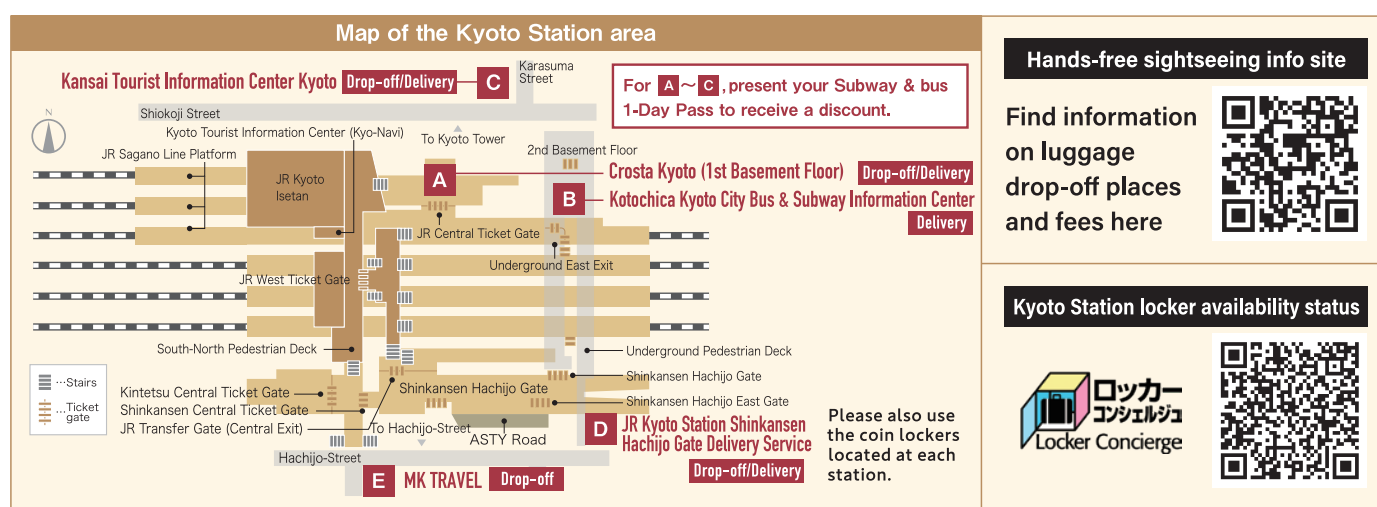 Map of the Kyoto Station area
Kansai Tourist Information Center Kyoto Drop-off/Delivery C
Karasuma
Street
For A ~ C, present your Subway & bus
1-Day Pass to receive a discount.
Shiokoji Street
N
Kyoto Tourist Information Center (Kyo-Navi)
To Kyoto Tower
JR Sagano Line Platform
2nd Basement Floor
JR Kyoto
Isetan
A
Crosta Kyoto (1st Basement Floor) Drop-off/Delivery
B
Kotochica Kyoto City Bus & Subway Information Center
Delivery
JR Central Ticket Gate
Underground East Exit
JR West Ticket Gate
South-North Pedestrian Deck
Underground Pedestrian Deck
…Stairs
…Ticket
gate
Kintetsu Central Ticket Gate
Shinkansen Central Ticket Gate
JR Transfer Gate (Central Exit)
Shinkansen Hachijo Gate
Shinkansen Hachijo Gate
Shinkansen Hachijo East Gate
To Hachijo-Street
ASTY Road
D
JR Kyoto Station Shinkansen
Hachijo Gate Delivery Service
Drop-off/Delivery
Please also use
the coin lockers
located at each
station.
Hachijo-Street
E MK TRAVEL Drop-off
Hands-free sightseeing info site
Find information
on luggage
drop-off places
and fees here
Kyoto Station locker availability status
ロッカー
コンシェルジュ
Locker Concierge